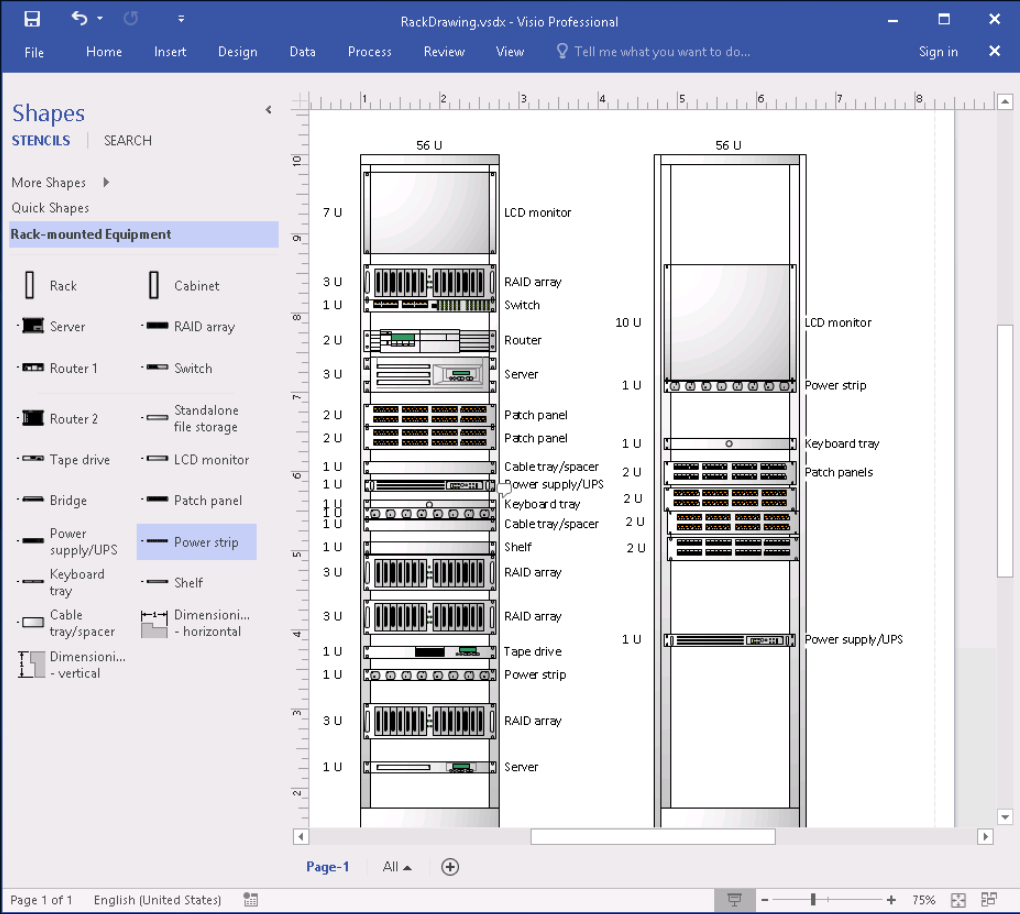 RackDrawing.vsdx - Visio Professional
File Home Insert Design Data Process Review View Tell me what you want to do... Sign in
Shapes
STENCILS SEARCH
More Shapes
Quick Shapes
Rack-mounted Equipment
Rack Cabinet
Server RAID array
Router 1 Switch
Router 2 Standalone
file storage
Tape drive LCD monitor
Bridge Patch panel
Power
supply/UPS Power strip
Keyboard
tray Shelf
Cable
tray/spacer Dimensioni...
- horizontal
Dimensioni...
- vertical
1 2 3 4 5 6 7 8
10
9
8
7
6
5
4
3
2
56 U
7 U LCD monitor
3 U RAID array
1 U Switch
2 U Router
3 U Server
2 U Patch panel
2 U Patch panel
1 U Cable tray/spacer
1 U Power supply/UPS
1 U Keyboard tray
1 U
1 U Cable tray/spacer
1 U Shelf
3 U RAID array
3 U RAID array
1 U Tape drive
1 U Power strip
3 U RAID array
1 U Server
56 U
10 U LCD monitor
1 U Power strip
1 U Keyboard tray
2 U Patch panels
2 U
2 U
2 U
1 U Power supply/UPS
Page-1 All
Page 1 of 1 English (United States) 75%